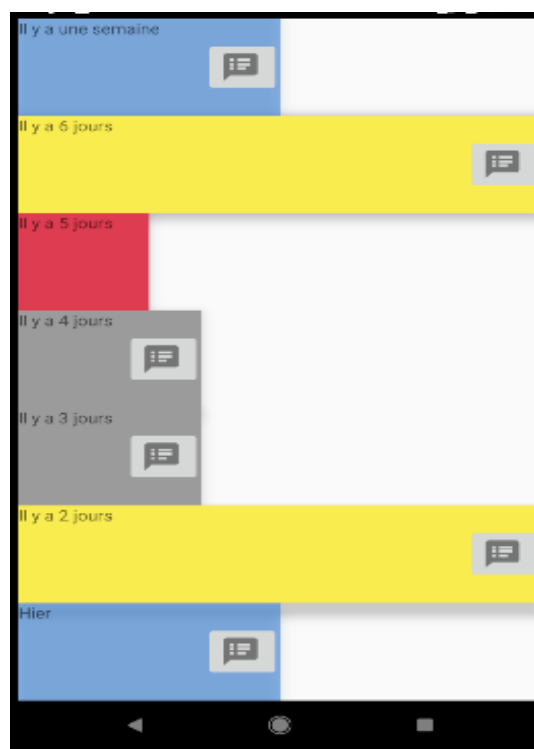 Il y a une semaine
Il y a 6 jours
Il y a 5 jours
Il y a 4 jours
Il y a 3 jours
Il y a 2 jours
Hier